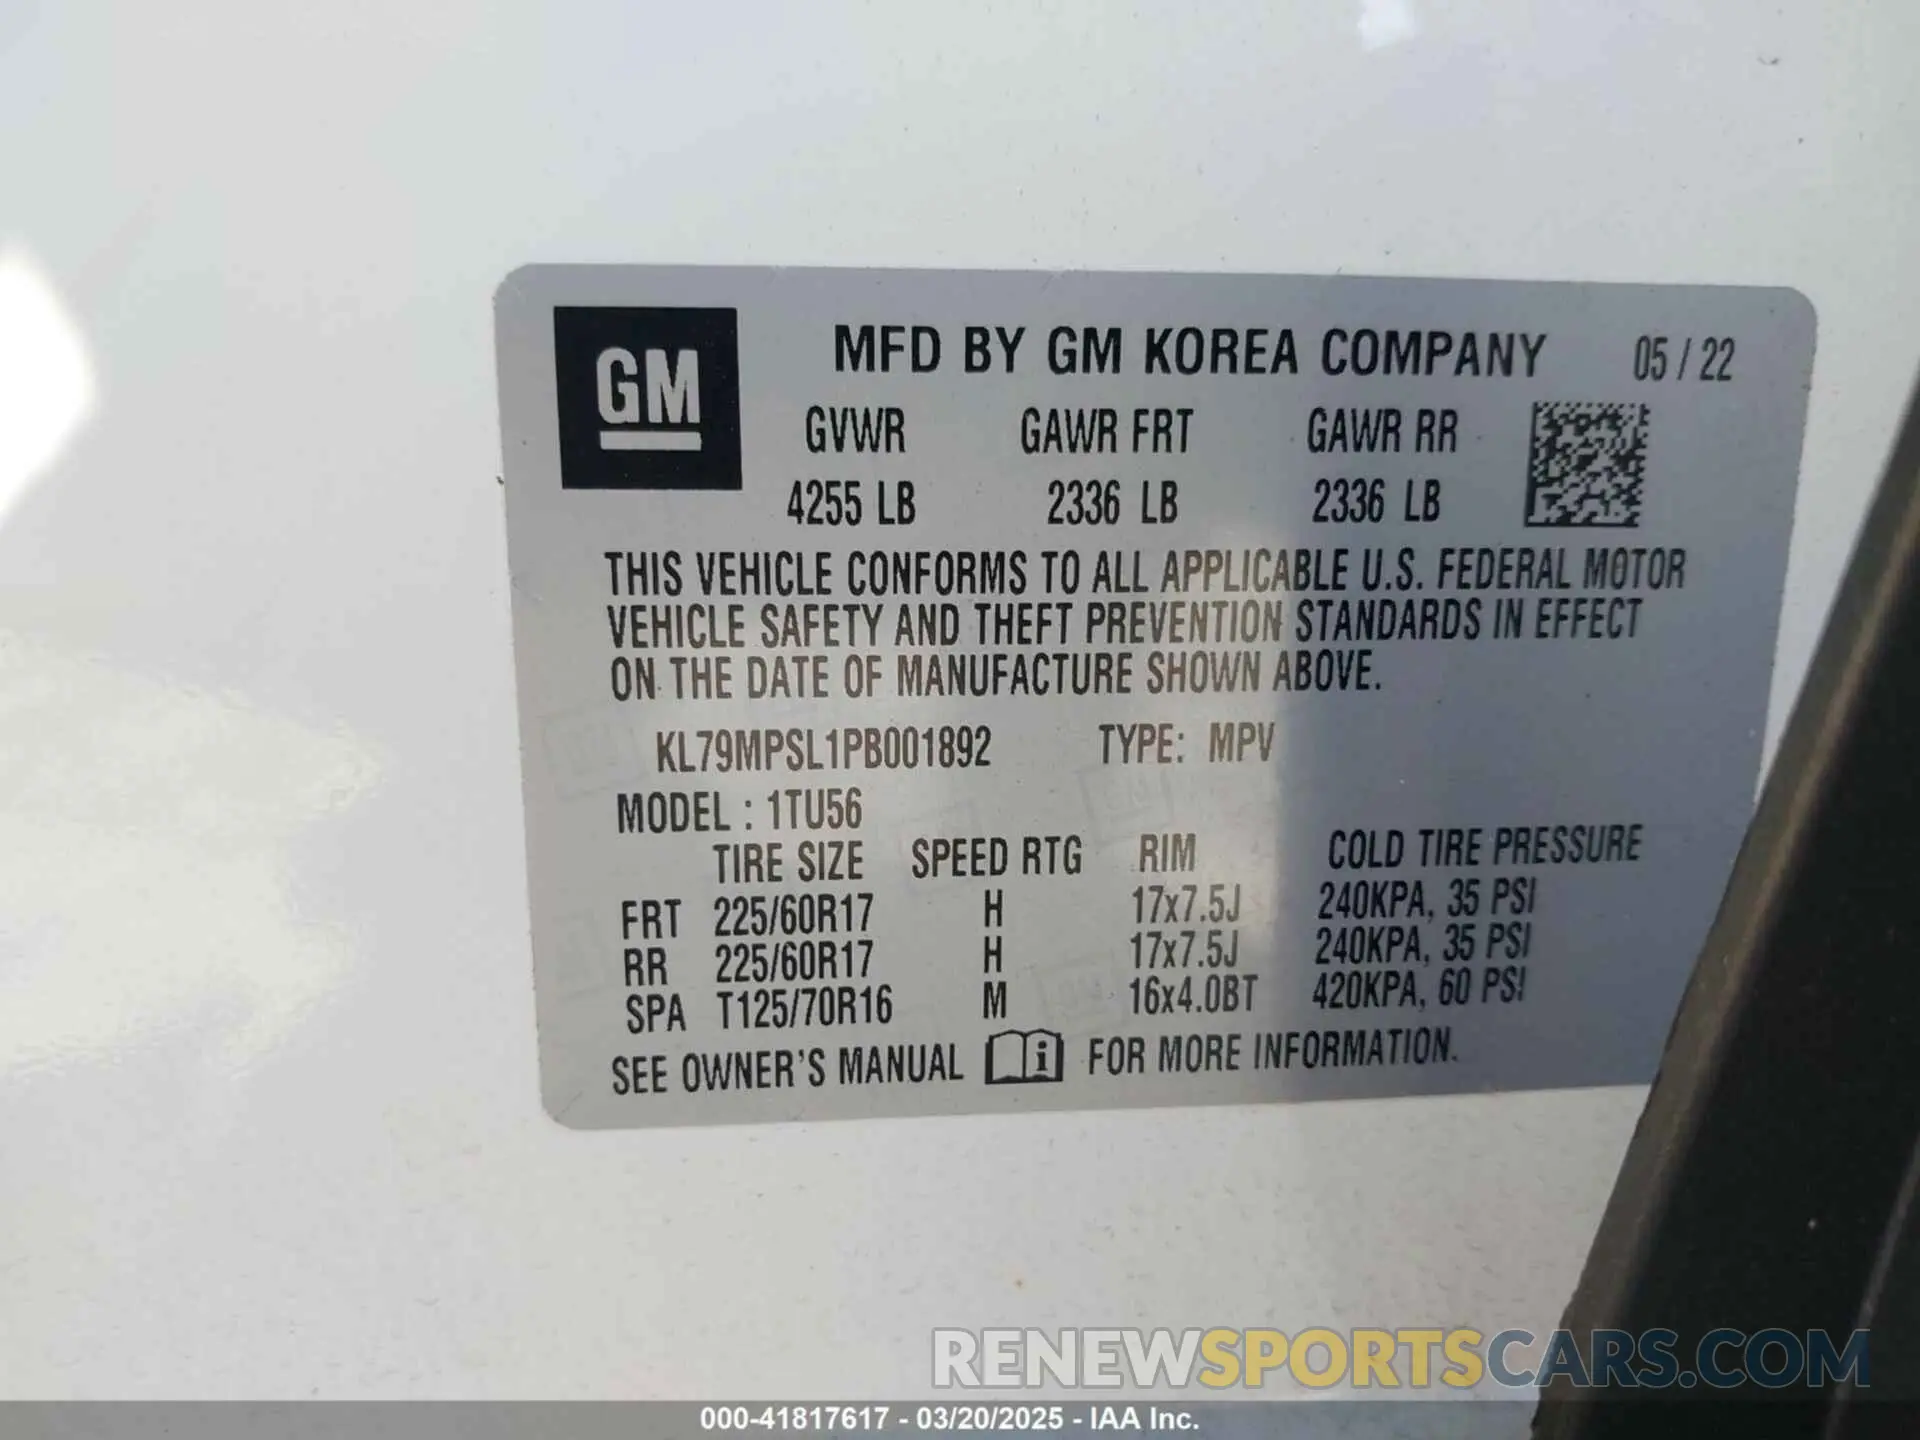 GM
MFD BY GM KOREA COMPANY 05 / 22
GVWR GAWR FRT GAWR RR
4255 LB 2336 LB 2336 LB
THIS VEHICLE CONFORMS TO ALL APPLICABLE U.S. FEDERAL MOTOR
VEHICLE SAFETY AND THEFT PREVENTION STANDARDS IN EFFECT
ON THE DATE OF MANUFACTURE SHOWN ABOVE.
KL79MPSL1PB001892 TYPE: MPV
MODEL : 1TU56
TIRE SIZE SPEED RTG RIM COLD TIRE PRESSURE
FRT 225/60R17 H 17x7.5J 240KPA, 35 PSI
RR 225/60R17 H 17x7.5J 240KPA, 35 PSI
SPA T125/70R16 M 16x4.0BT 420KPA, 60 PSI
SEE OWNER'S MANUAL i FOR MORE INFORMATION.
RENEWSPORTSCARS.COM
000-41817617 - 03/20/2025 - IAA Inc.